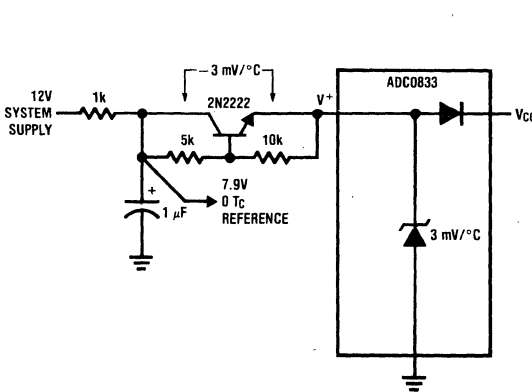 −3 mV/°C
ADC0833
12V
SYSTEM
SUPPLY
1k
2N2222
V+
VCC
5k
10k
+
1 µF
7.9V
0 TC
REFERENCE
3 mV/°C